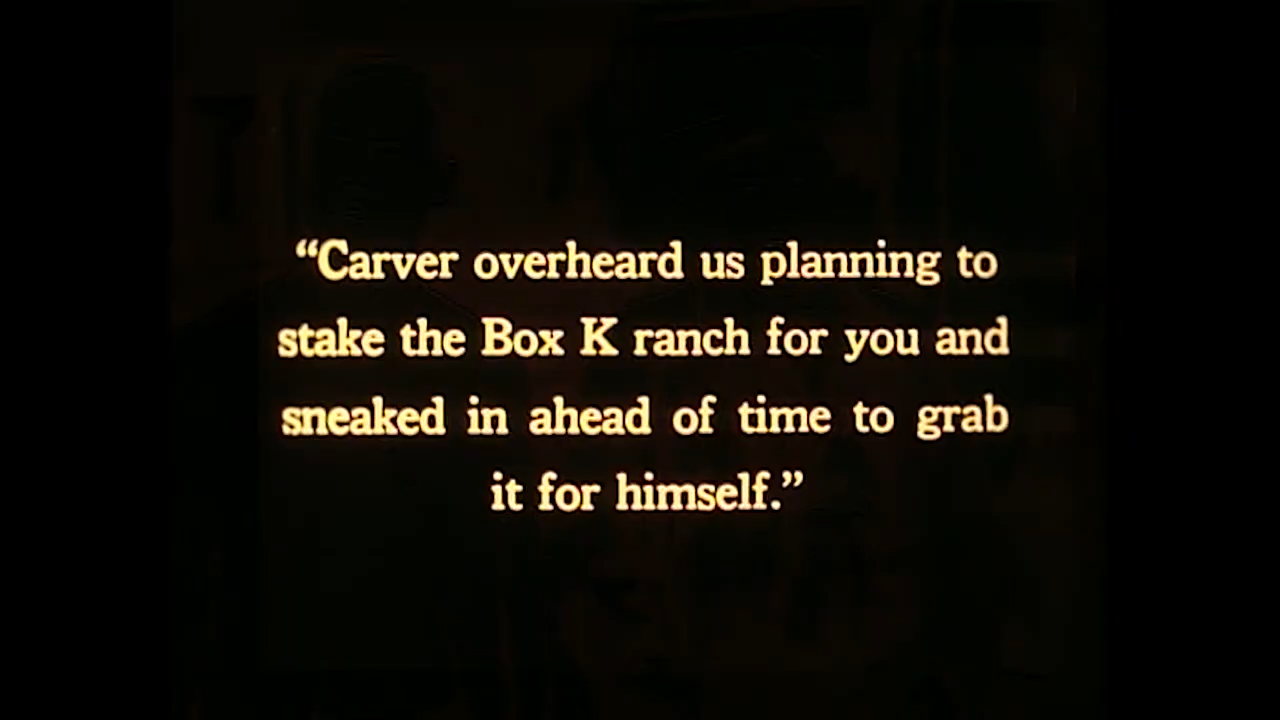 “Carver overheard us planning to
stake the Box K ranch for you and
sneaked in ahead of time to grab
it for himself.”